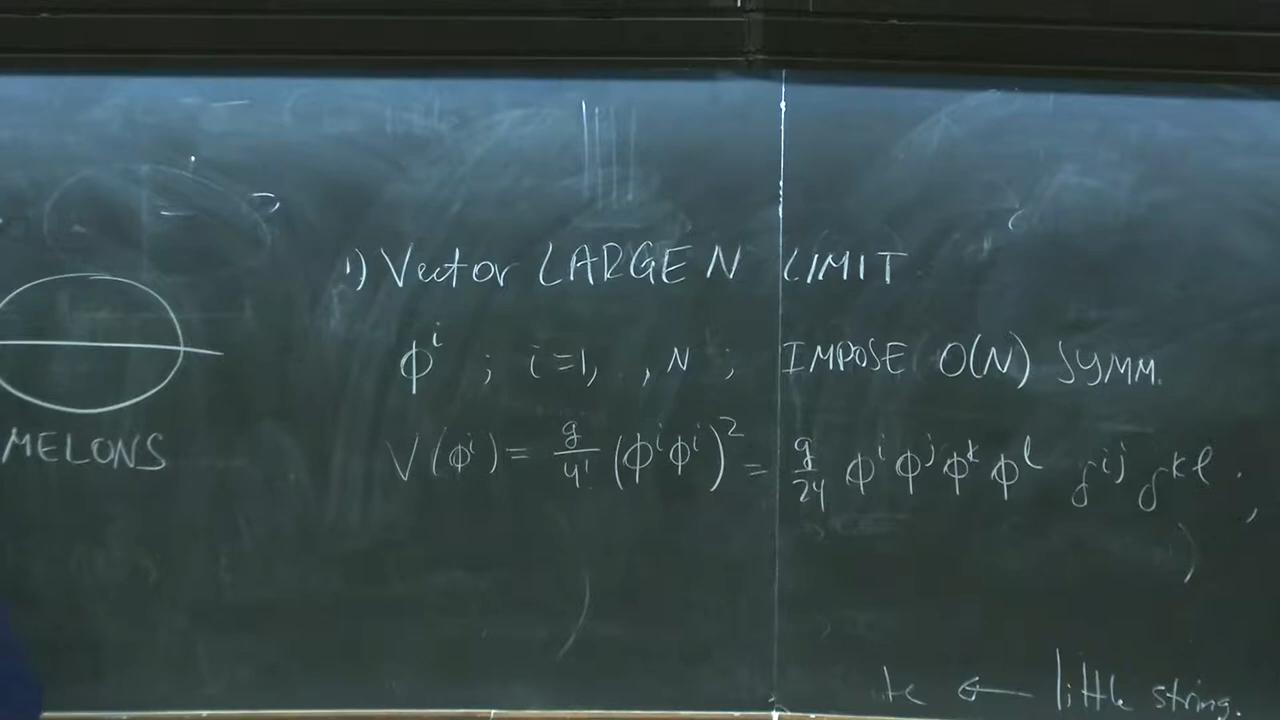 1) Vector LARGE N LIMIT
ϕ^i ; i=1, , N ; IMPOSE O(N) SYMM.
MELONS
V(ϕ^i) = g/4! (ϕ^i ϕ^i)^2 = g/24 ϕ^i ϕ^j ϕ^k ϕ^l δ^ij δ^kl .
← little string.